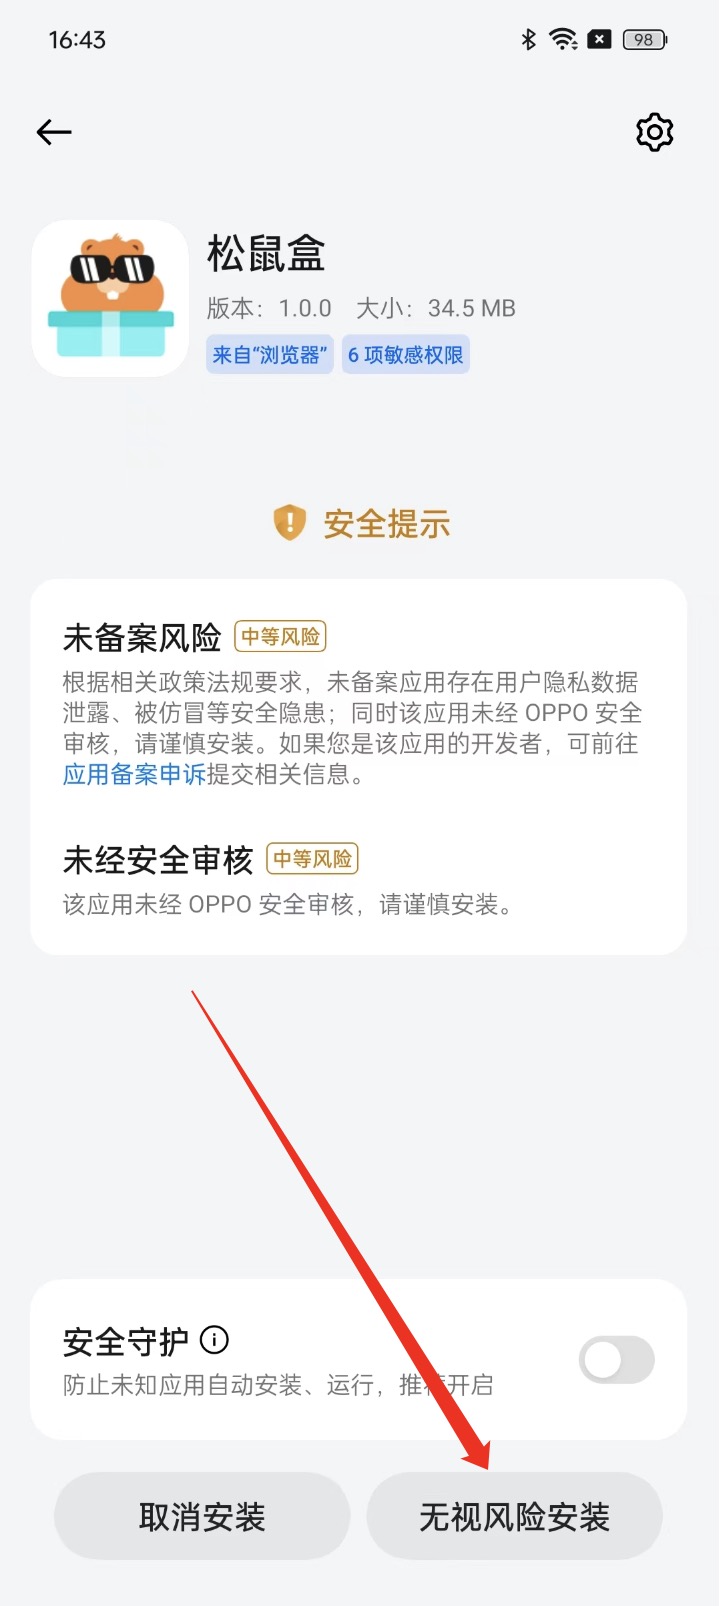 16:43
98
松鼠盒
版本：1.0.0 大小：34.5 MB
来自“浏览器” 6 项敏感权限
安全提示
未备案风险 中等风险
根据相关政策法规要求，未备案应用存在用户隐私数据
泄露、被仿冒等安全隐患；同时该应用未经 OPPO 安全
审核，请谨慎安装。如果您是该应用的开发者，可前往
应用备案申诉提交相关信息。
未经安全审核 中等风险
该应用未经 OPPO 安全审核，请谨慎安装。
安全守护
防止未知应用自动安装、运行，推荐开启
取消安装 无视风险安装